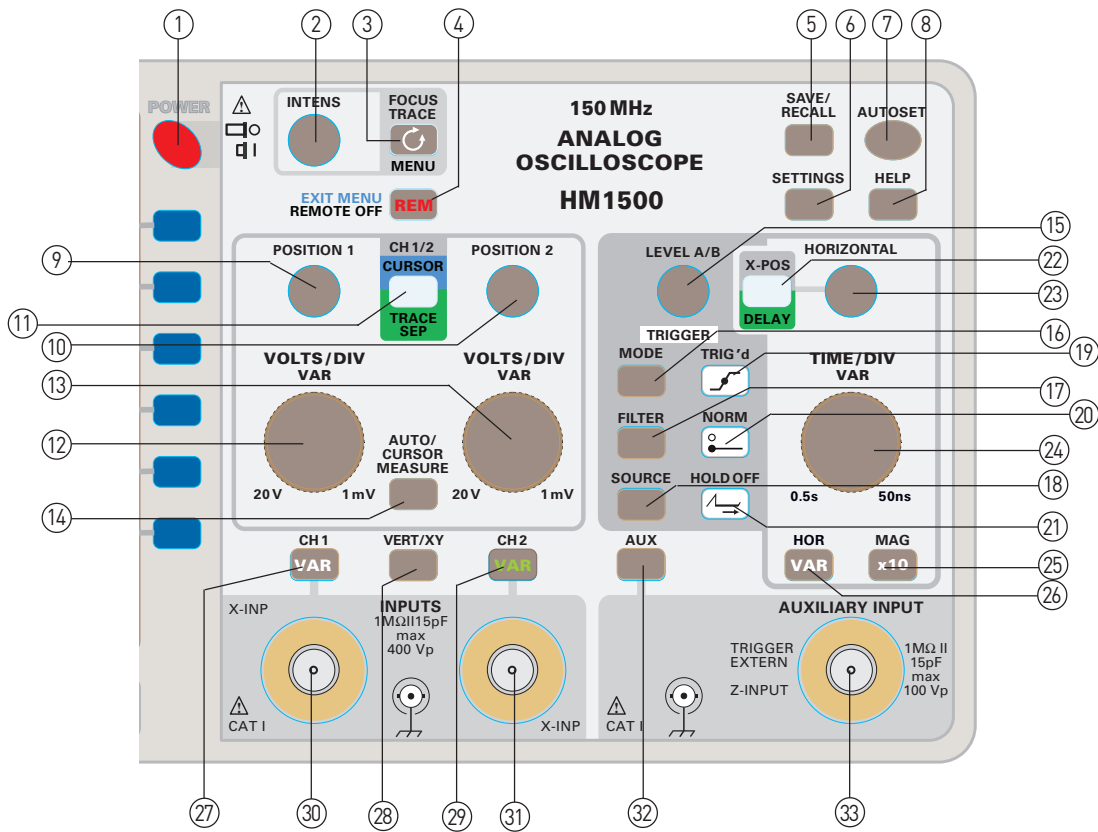 1
2
3
4
5
6
7
8
POWER
INTENS
FOCUS
TRACE
MENU
EXIT MENU
REMOTE OFF
REM
150 MHz
ANALOG
OSCILLOSCOPE
HM1500
SAVE/
RECALL
AUTOSET
SETTINGS
HELP
9
11
10
13
12
14
POSITION 1
CH 1/2
CURSOR
TRACE
SEP
POSITION 2
VOLTS / DIV
VAR
VOLTS / DIV
VAR
AUTO/
CURSOR
MEASURE
20 V
1 mV
20 V
1 mV
LEVEL A/B
X-POS
DELAY
HORIZONTAL
TRIGGER
MODE
TRIG'd
FILTER
NORM
SOURCE
HOLD OFF
TIME / DIV
VAR
0.5s
50ns
15
22
23
16
19
17
20
24
18
21
25
26
CH 1
VAR
VERT/XY
CH 2
VAR
AUX
HOR
VAR
MAG
x10
X-INP
INPUTS
1MΩII15pF
max
400 Vp
CAT I
X-INP
CAT I
AUXILIARY INPUT
TRIGGER
EXTERN
Z-INPUT
1MΩ II
15pF
max
100 Vp
27
30
28
29
31
32
33